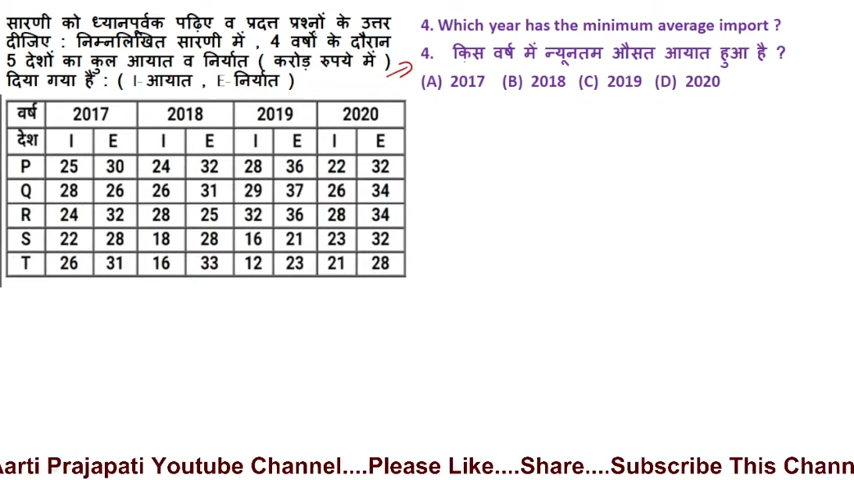 सारणी को ध्यानपूर्वक पढ़िए व प्रदत्त प्रश्नों के उत्तर
दीजिए : निम्नलिखित सारणी में , 4 वर्षो के दौरान
5 देशों का कुल आयात व निर्यात ( करोड़ रुपये में )
दिया गया है : ( I-आयात , E-निर्यात )
वर्ष 2017 2018 2019 2020
देश I E I E I E I E
P 25 30 24 32 28 36 22 32
Q 28 26 26 31 29 37 26 34
R 24 32 28 25 32 36 28 34
S 22 28 18 28 16 21 23 32
T 26 31 16 33 12 23 21 28
4. Which year has the minimum average import ?
4. किस वर्ष में न्यूनतम औसत आयात हुआ है ?
(A) 2017 (B) 2018 (C) 2019 (D) 2020
Aarti Prajapati Youtube Channel....Please Like....Share....Subscribe This Chann